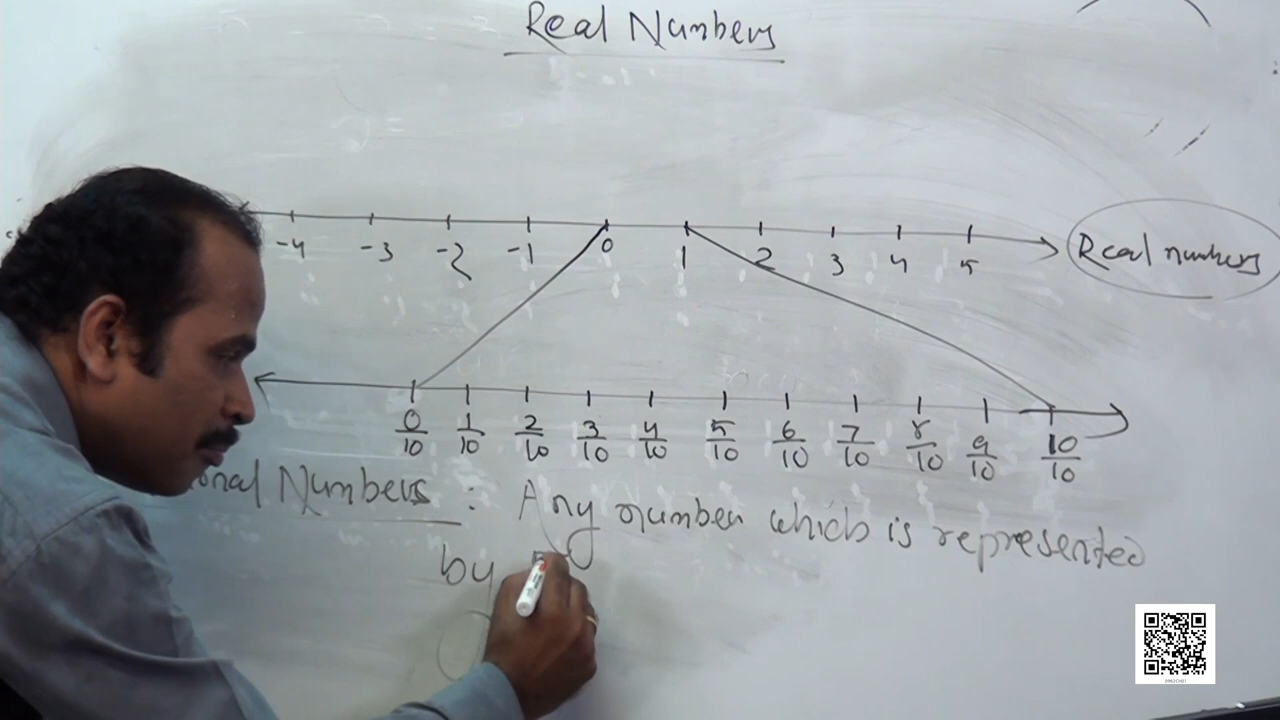 Real Numbers
-4 -3 -2 -1 0 1 2 3 4 5 Real numbers
0/10 1/10 2/10 3/10 4/10 5/10 6/10 7/10 8/10 9/10 10/10
onal Numbers : Any number which is represented
by